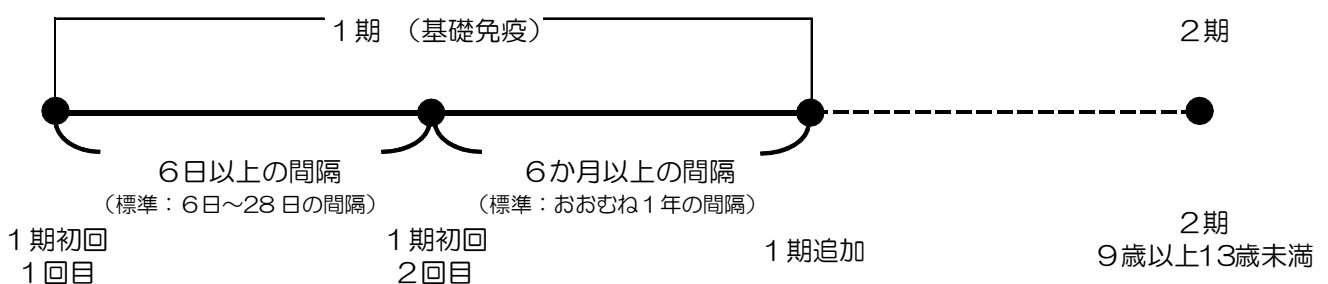 １期　（基礎免疫）
２期
６日以上の間隔
（標準：６日～28日の間隔）
６か月以上の間隔
（標準：おおむね１年の間隔）
１期初回
１回目
１期初回
２回目
１期追加
２期
９歳以上13歳未満